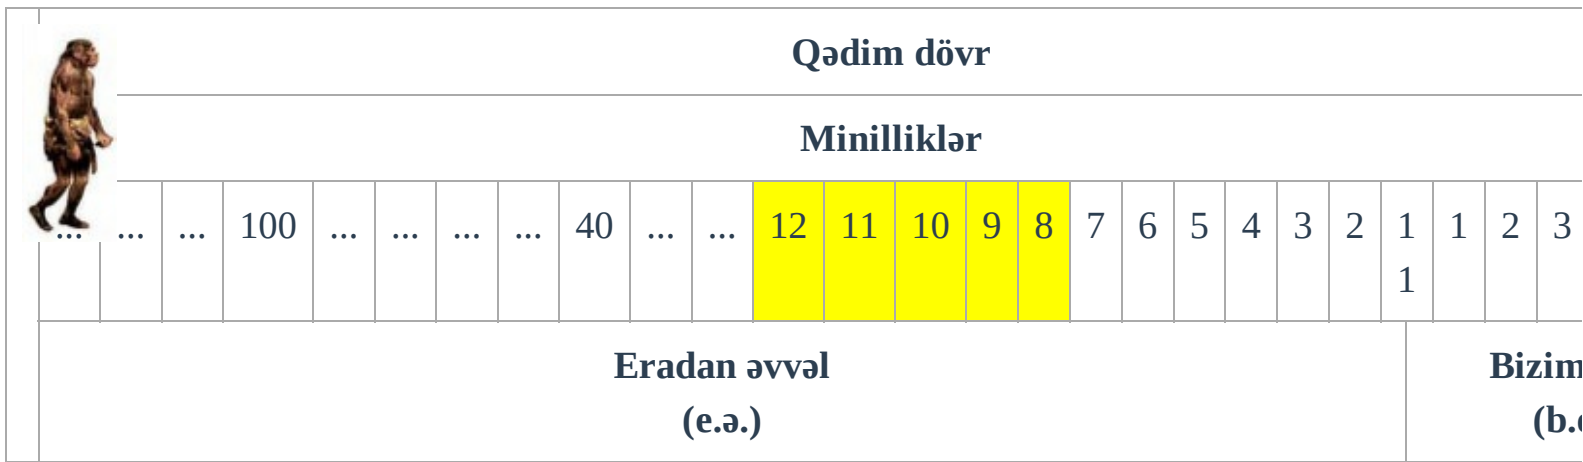 Qədim dövr
Minilliklər
... ... ... 100 ... ... ... ... 40 ... ... 12 11 10 9 8 7 6 5 4 3 2 1 1 2 3
1
Eradan əvvəl Bizim
(e.ə.) (b.e